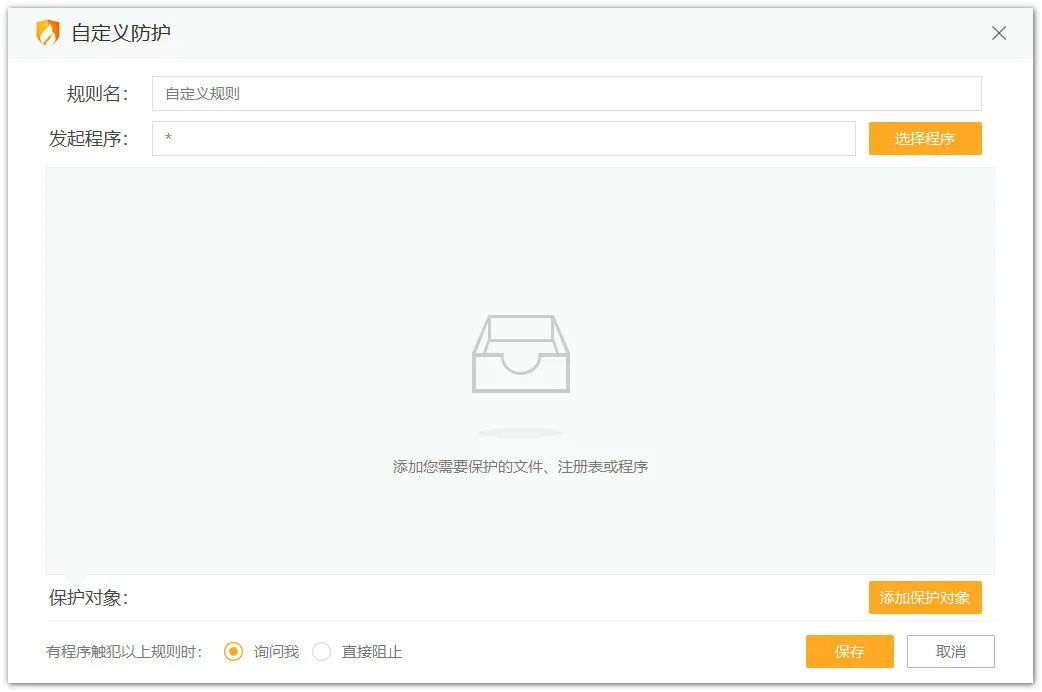 自定义防护
规则名：
自定义规则
发起程序：
*
选择程序
添加您需要保护的文件、注册表或程序
保护对象：
添加保护对象
有程序触犯以上规则时：
询问我
直接阻止
保存
取消